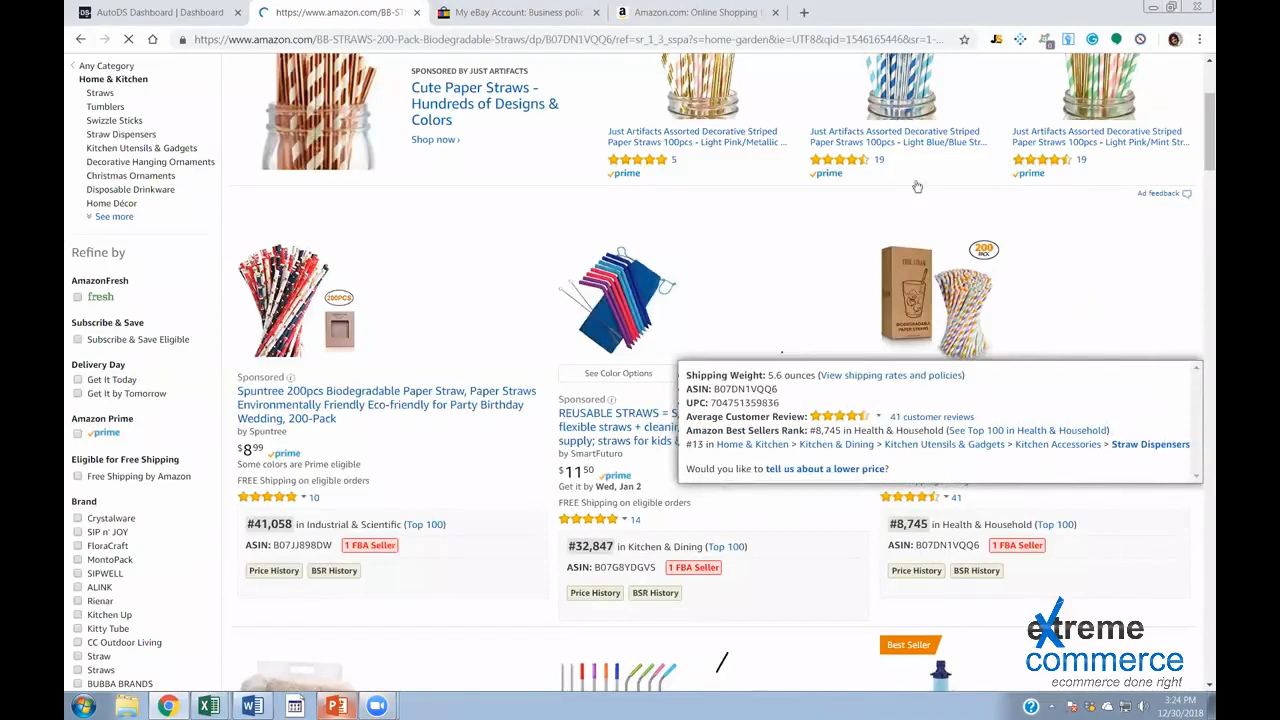 AutoDS Dashboard | Dashboard
https://www.amazon.com/BB-ST
My eBay Account: Business poli
Amazon.com: Online Shopping
https://www.amazon.com/BB-STRAWS-200-Pack-Biodegradable-Straws/dp/B07DN1VQQ6/ref=sr_1_3_sspa?s=home-garden&ie=UTF8&qid=1546165446&sr=1-...
Any Category
Home & Kitchen
Straws
Tumblers
Swizzle Sticks
Straw Dispensers
Kitchen Utensils & Gadgets
Decorative Hanging Ornaments
Christmas Ornaments
Disposable Drinkware
Home Décor
See more
Refine by
AmazonFresh
fresh
Subscribe & Save
Subscribe & Save Eligible
Delivery Day
Get It Today
Get It by Tomorrow
Amazon Prime
prime
Eligible for Free Shipping
Free Shipping by Amazon
Brand
Crystalware
SIP n' JOY
FloraCraft
MontoPack
SIPWELL
ALINK
Rienar
Kitchen Up
Kitty Tube
CC Outdoor Living
Straw
Straws
BUBBA BRANDS
SPONSORED BY JUST ARTIFACTS
Cute Paper Straws -
Hundreds of Designs &
Colors
Shop now ›
Just Artifacts Assorted Decorative Striped
Paper Straws 100pcs - Light Pink/Metallic ...
5
prime
Just Artifacts Assorted Decorative Striped
Paper Straws 100pcs - Light Blue/Blue Str...
19
prime
Just Artifacts Assorted Decorative Striped
Paper Straws 100pcs - Light Pink/Mint Str...
19
prime
Ad feedback
200PCS
Sponsored
Spuntree 200pcs Biodegradable Paper Straw, Paper Straws
Environmentally Friendly Eco-friendly for Party Birthday
Wedding, 200-Pack
by Spuntree
$8.99 prime
Some colors are Prime eligible
FREE Shipping on eligible orders
10
#41,058 in Industrial & Scientific (Top 100)
ASIN: B07JJ898DW 1 FBA Seller
Price History BSR History
See Color Options
Sponsored
REUSABLE STRAWS = S
flexible straws + cleanin
supply; straws for kids
by SmartFuturo
$11.50 prime
Get it by Wed, Jan 2
FREE Shipping on eligible orders
14
#32,847 in Kitchen & Dining (Top 100)
ASIN: B07G8YDGVS 1 FBA Seller
Price History BSR History
200
PACK
BIODEGRADABLE
PAPER STRAWS
Shipping Weight: 5.6 ounces (View shipping rates and policies)
ASIN: B07DN1VQQ6
UPC: 704751359836
Average Customer Review: 41 customer reviews
Amazon Best Sellers Rank: #8,745 in Health & Household (See Top 100 in Health & Household)
#13 in Home & Kitchen > Kitchen & Dining > Kitchen Utensils & Gadgets > Kitchen Accessories > Straw Dispensers
Would you like to tell us about a lower price?
41
#8,745 in Health & Household (Top 100)
ASIN: B07DN1VQQ6 1 FBA Seller
Price History BSR History
Best Seller
extreme
commerce
ecommerce done right
3:24 PM
12/30/2018